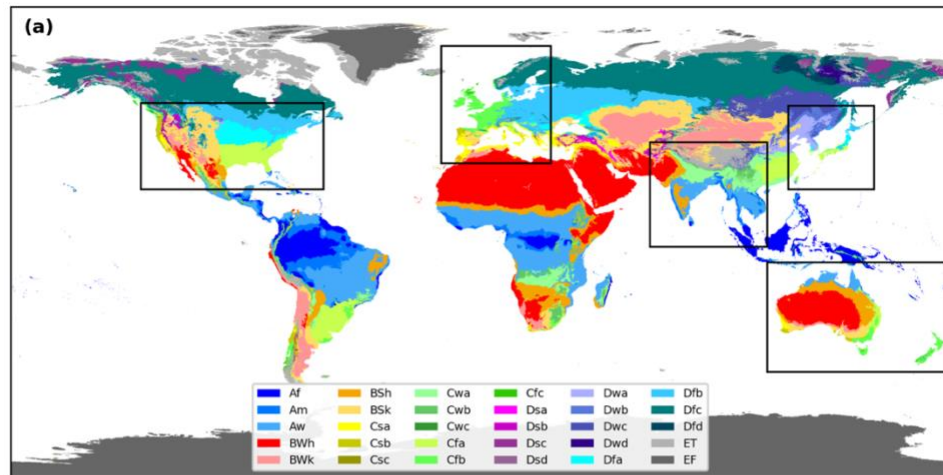 (a)
Af BSh Cwa Cfc Dwa Dfb
Am BSk Cwb Dsa Dwb Dfc
Aw Csa Cwc Dsb Dwc Dfd
BWh Csb Cfa Dsc Dwd ET
BWk Csc Cfb Dsd Dfa EF